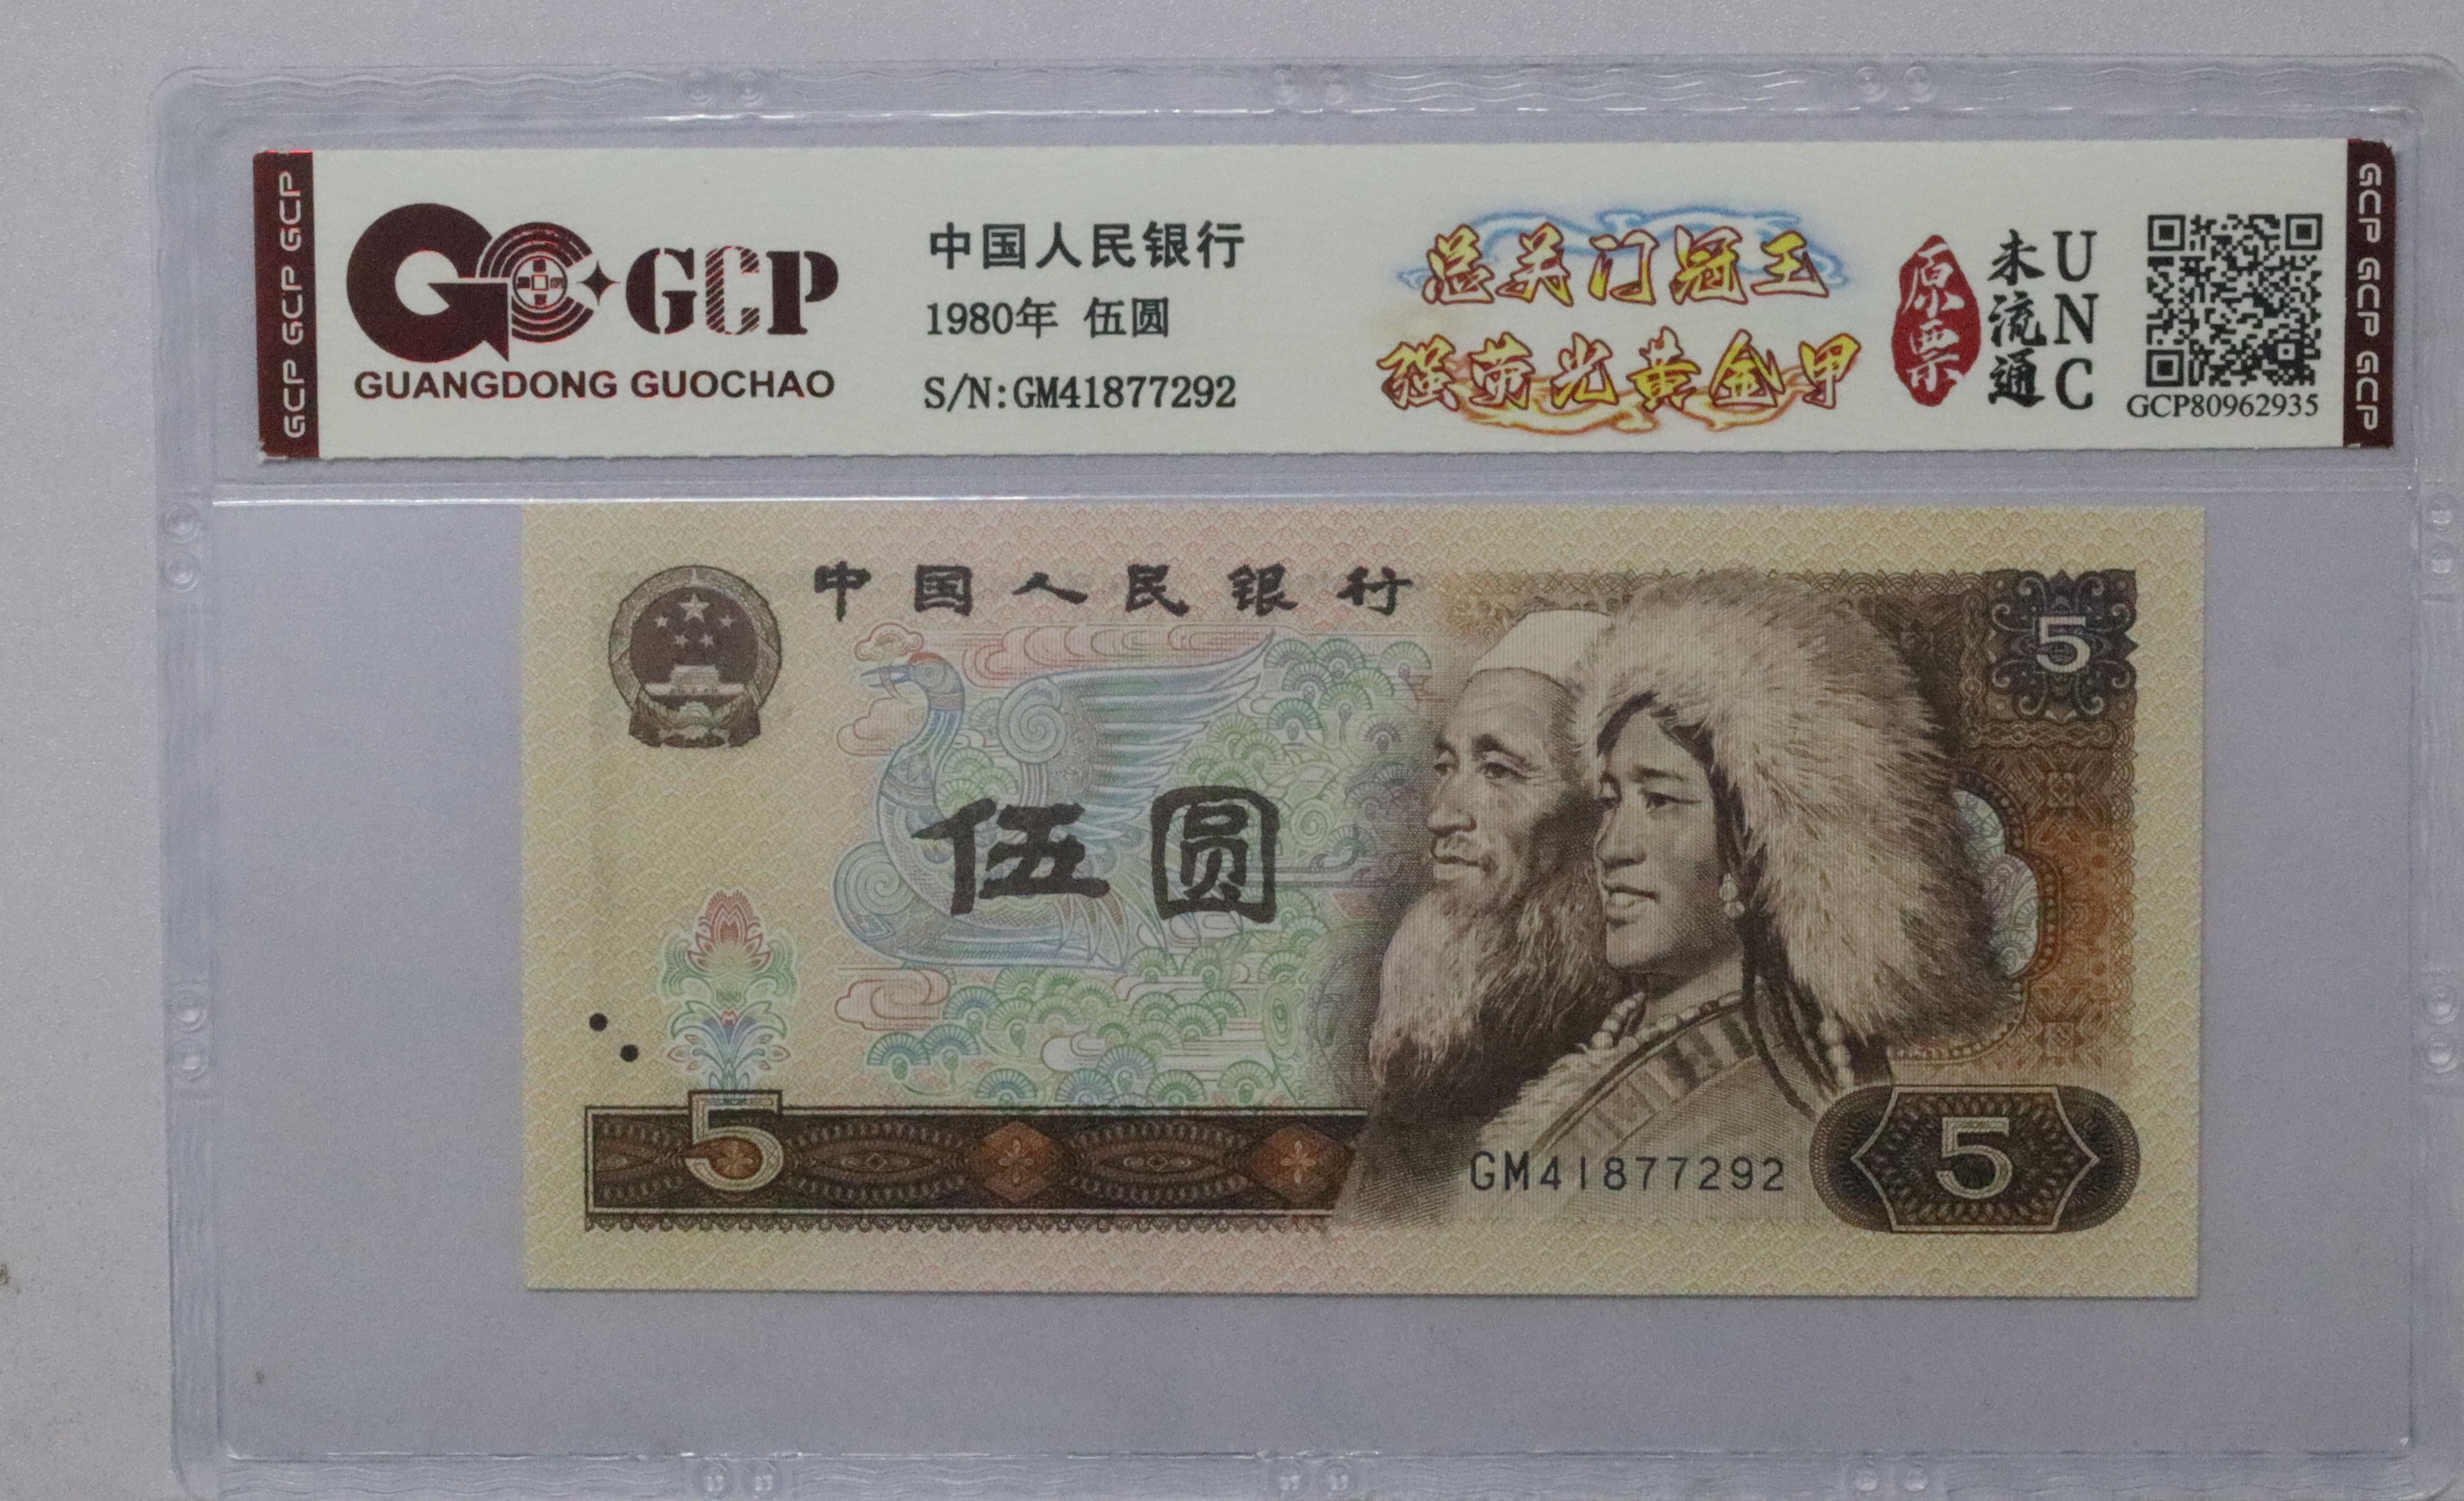 GCP GCP GCP
GCP
GUANGDONG GUOCHAO
中国人民银行
1980年 伍圆
S/N:GM41877292
总关门冠王
强荧光黄金甲
原票
未流通
UNC
GCP80962935
GCP GCP GCP
中国人民银行
5
伍圆
5
GM41877292
5